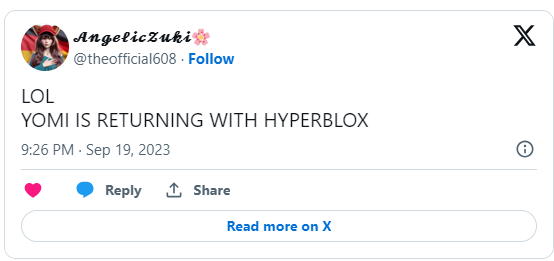 𝓐𝓷𝓰𝓮𝓵𝓲𝓬𝓩𝓾𝓴𝓲🌸
@theofficial608 · Follow
LOL
YOMI IS RETURNING WITH HYPERBLOX
9:26 PM · Sep 19, 2023
Reply Share
Read more on X